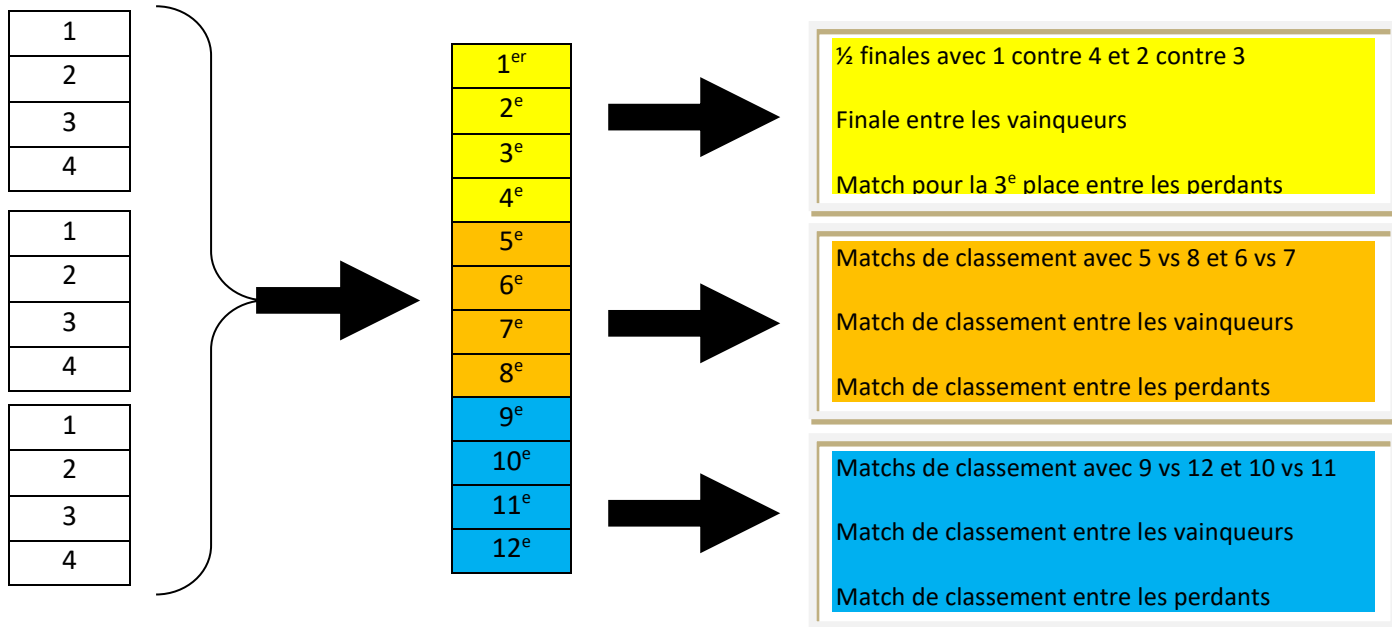 1
2
3
4
1
2
3
4
1
2
3
4
1er
2e
3e
4e
5e
6e
7e
8e
9e
10e
11e
12e
½ finales avec 1 contre 4 et 2 contre 3
Finale entre les vainqueurs
Match pour la 3e place entre les perdants
Matchs de classement avec 5 vs 8 et 6 vs 7
Match de classement entre les vainqueurs
Match de classement entre les perdants
Matchs de classement avec 9 vs 12 et 10 vs 11
Match de classement entre les vainqueurs
Match de classement entre les perdants